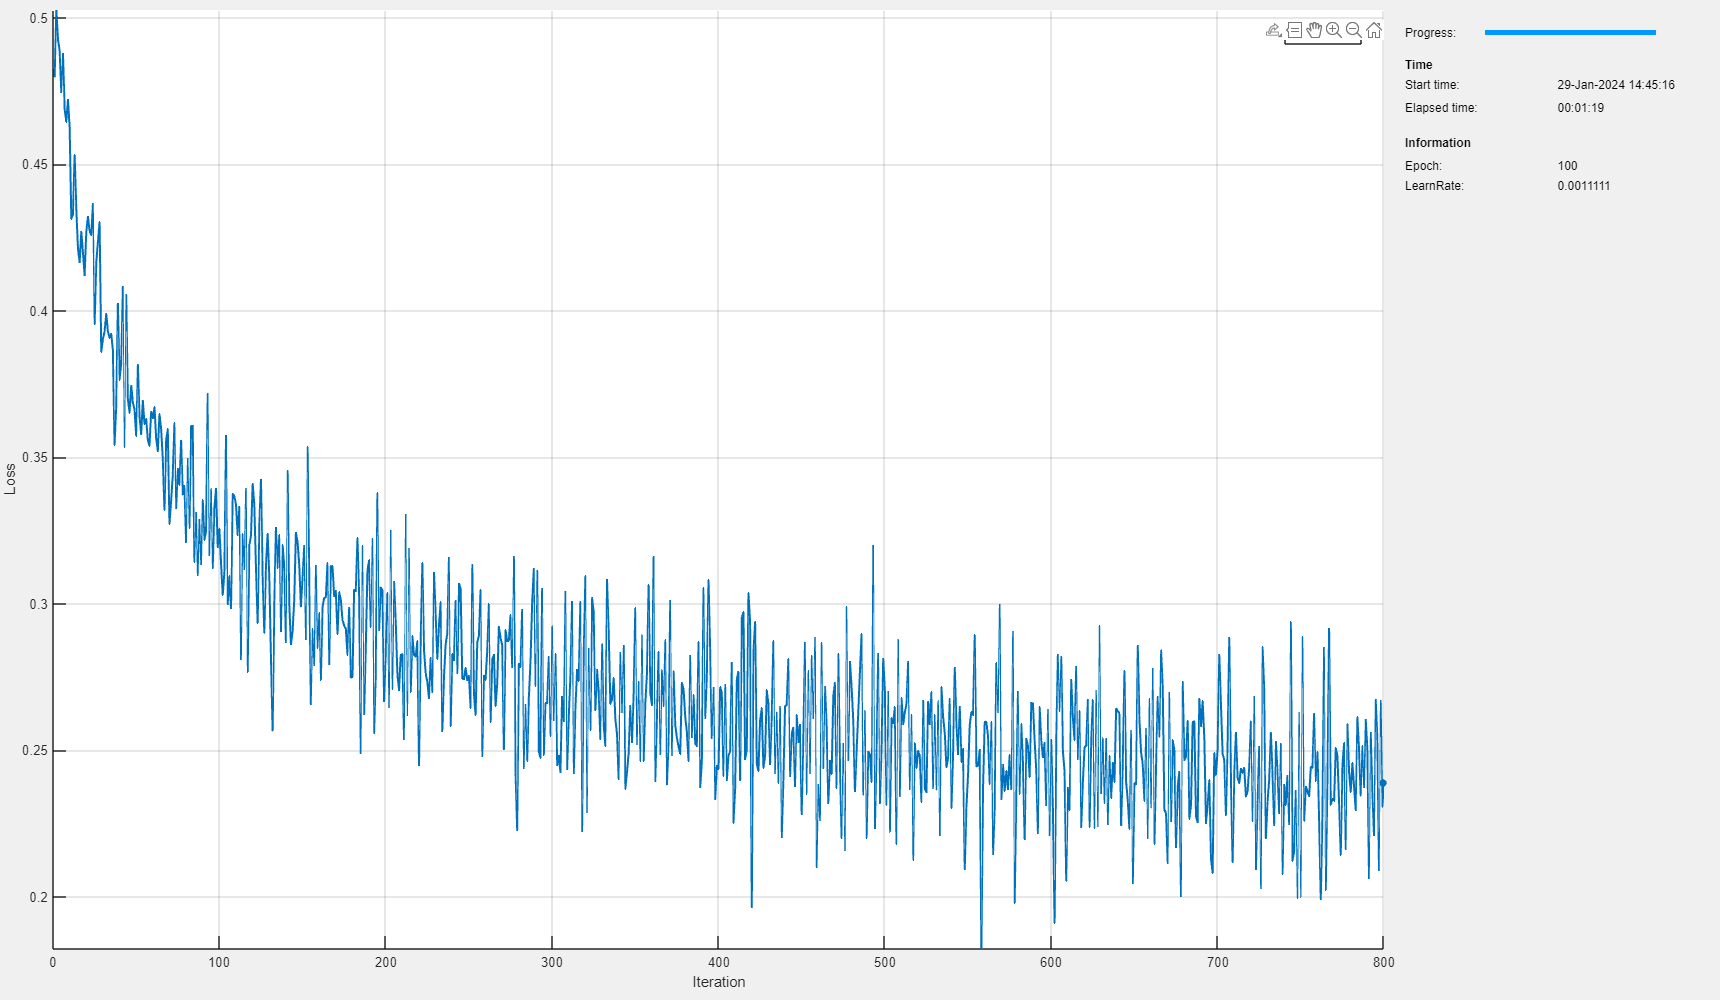 0.5
0.45
0.4
0.35
0.3
0.25
0.2
Loss
0
100
200
300
400
500
600
700
800
Iteration
Progress:
Time
Start time: 29-Jan-2024 14:45:16
Elapsed time: 00:01:19
Information
Epoch: 100
LearnRate: 0.0011111